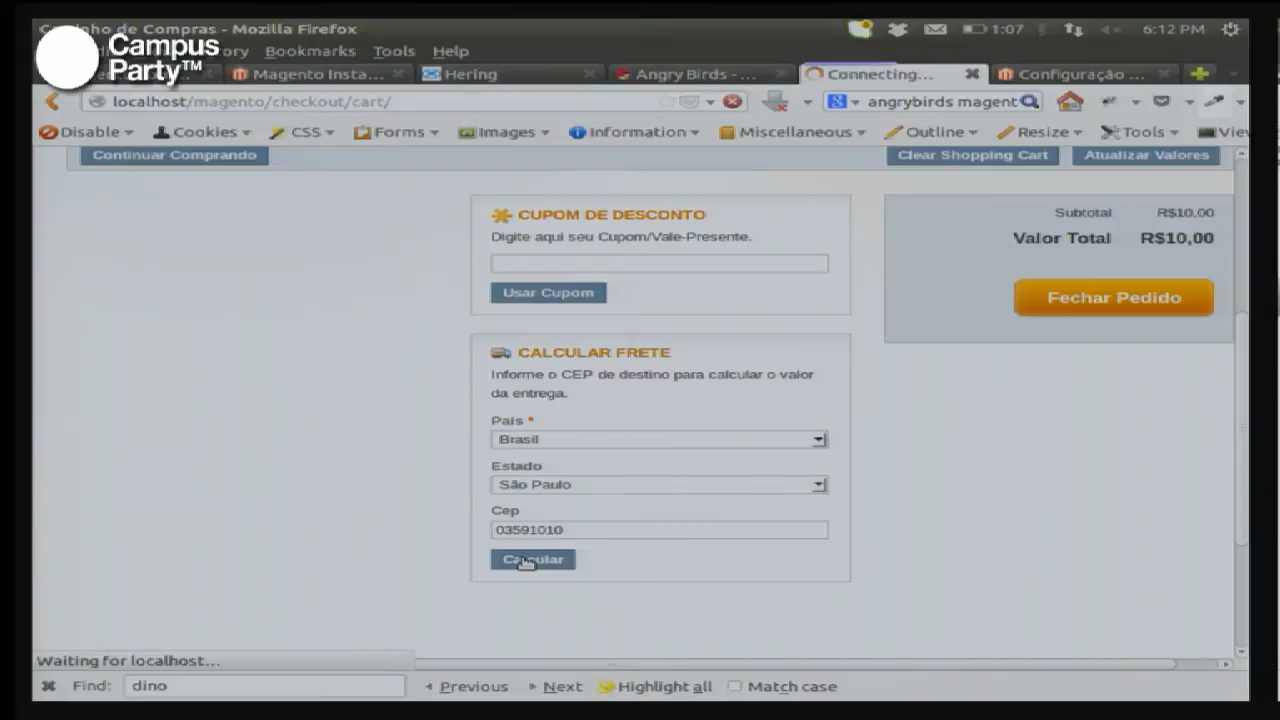 Carrinho de Compras - Mozilla Firefox
1:07
6:12 PM
Campus
Party™
Bookmarks Tools Help
Magento Insta...
Hering
Angry Birds - ...
Connecting...
Configuração ...
localhost/magento/checkout/cart/
angrybirds magent
Disable
Cookies
CSS
Forms
Images
Information
Miscellaneous
Outline
Resize
Tools
View
Continuar Comprando
Clear Shopping Cart
Atualizar Valores
CUPOM DE DESCONTO
Digite aqui seu Cupom/Vale-Presente.
Usar Cupom
Subtotal R$10,00
Valor Total R$10,00
Fechar Pedido
CALCULAR FRETE
Informe o CEP de destino para calcular o valor
da entrega.
País *
Brasil
Estado
São Paulo
Cep
03591010
Calcular
Waiting for localhost...
Find: dino
Previous
Next
Highlight all
Match case